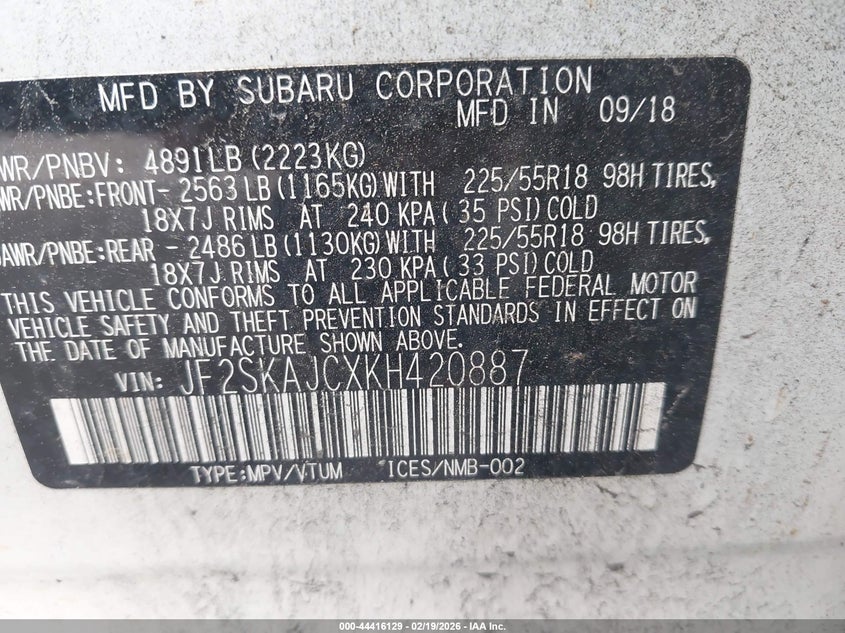 MFD BY SUBARU CORPORATION
MFD IN 09/18
WR/PNBV: 4891LB (2223KG)
WR/PNBE:FRONT- 2563 LB (1165KG) WITH 225/55R18 98H TIRES,
18X7J RIMS AT 240 KPA ( 35 PSI) COLD
AWR/PNBE:REAR - 2486 LB (1130KG) WITH 225/55R18 98H TIRES,
18X7J RIMS AT 230 KPA ( 33 PSI) COLD
THIS VEHICLE CONFORMS TO ALL APPLICABLE FEDERAL MOTOR
VEHICLE SAFETY AND THEFT PREVENTION STANDARDS IN EFFECT ON
THE DATE OF MANUFACTURE SHOWN ABOVE.
VIN: JF2SKAJCXKH420887
TYPE:MPV/VTUM ICES/NMB-002
000-44416129 - 02/19/2026 - IAA Inc.